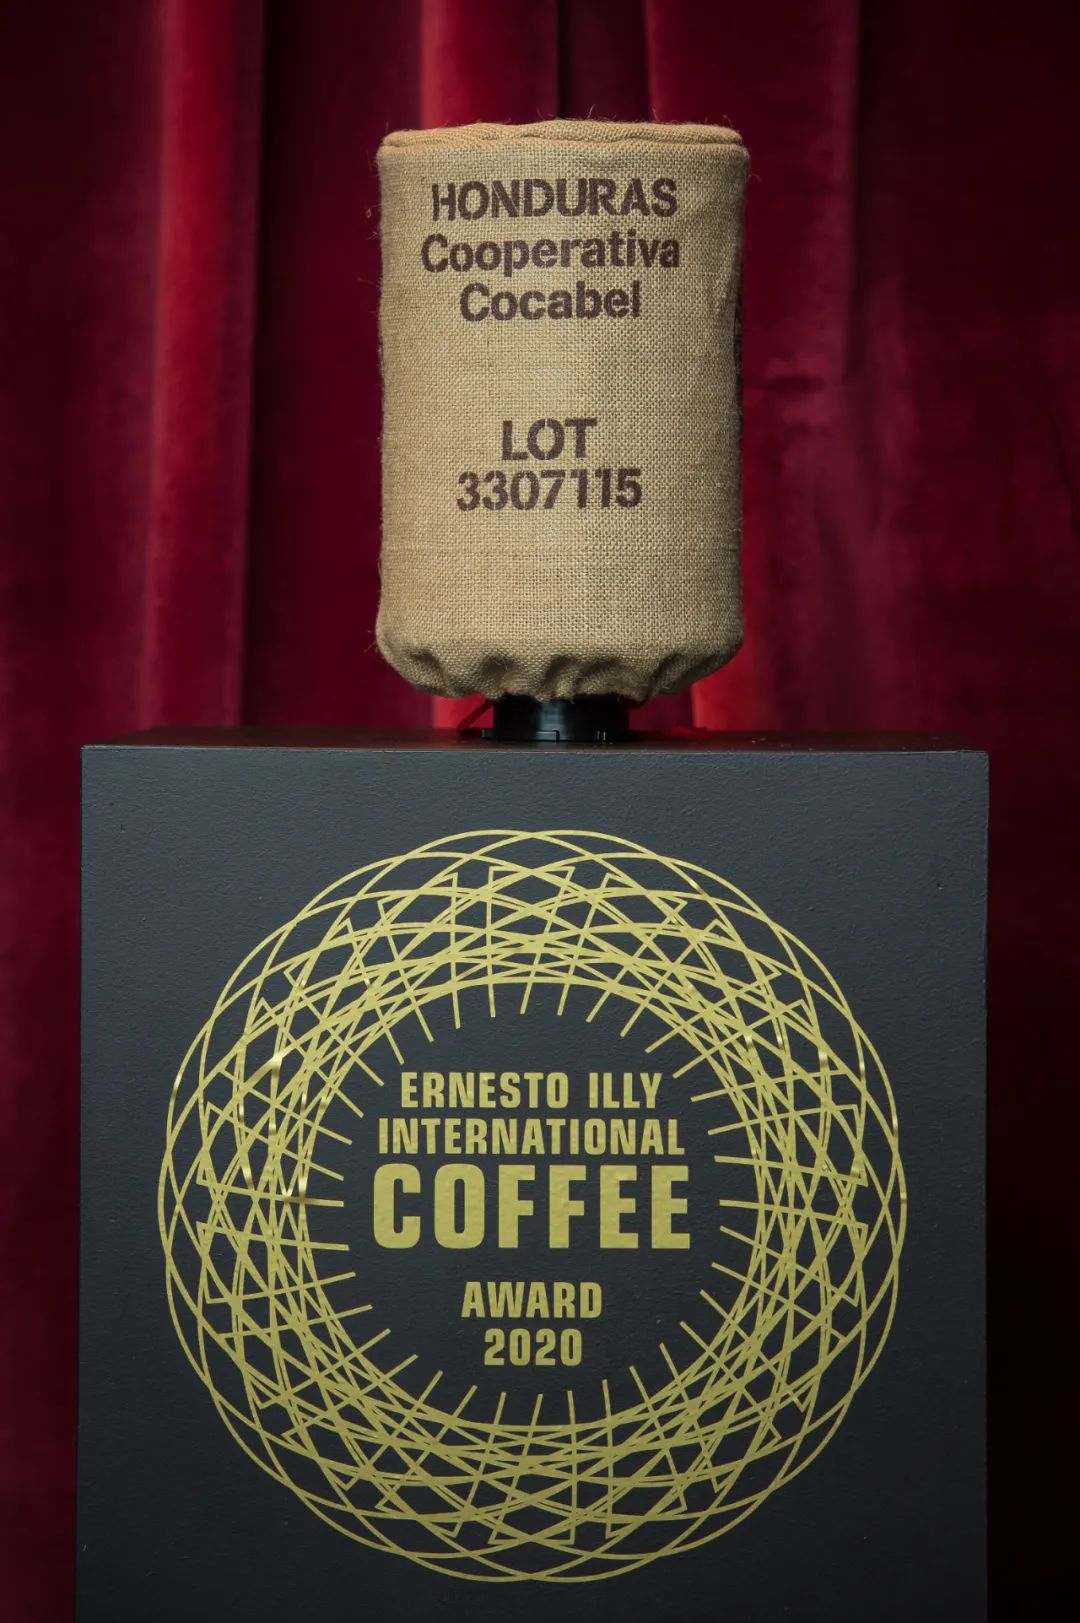 HONDURAS
Cooperativa
Cocabel
LOT
3307115
ERNESTO ILLY
INTERNATIONAL
COFFEE
AWARD
2020